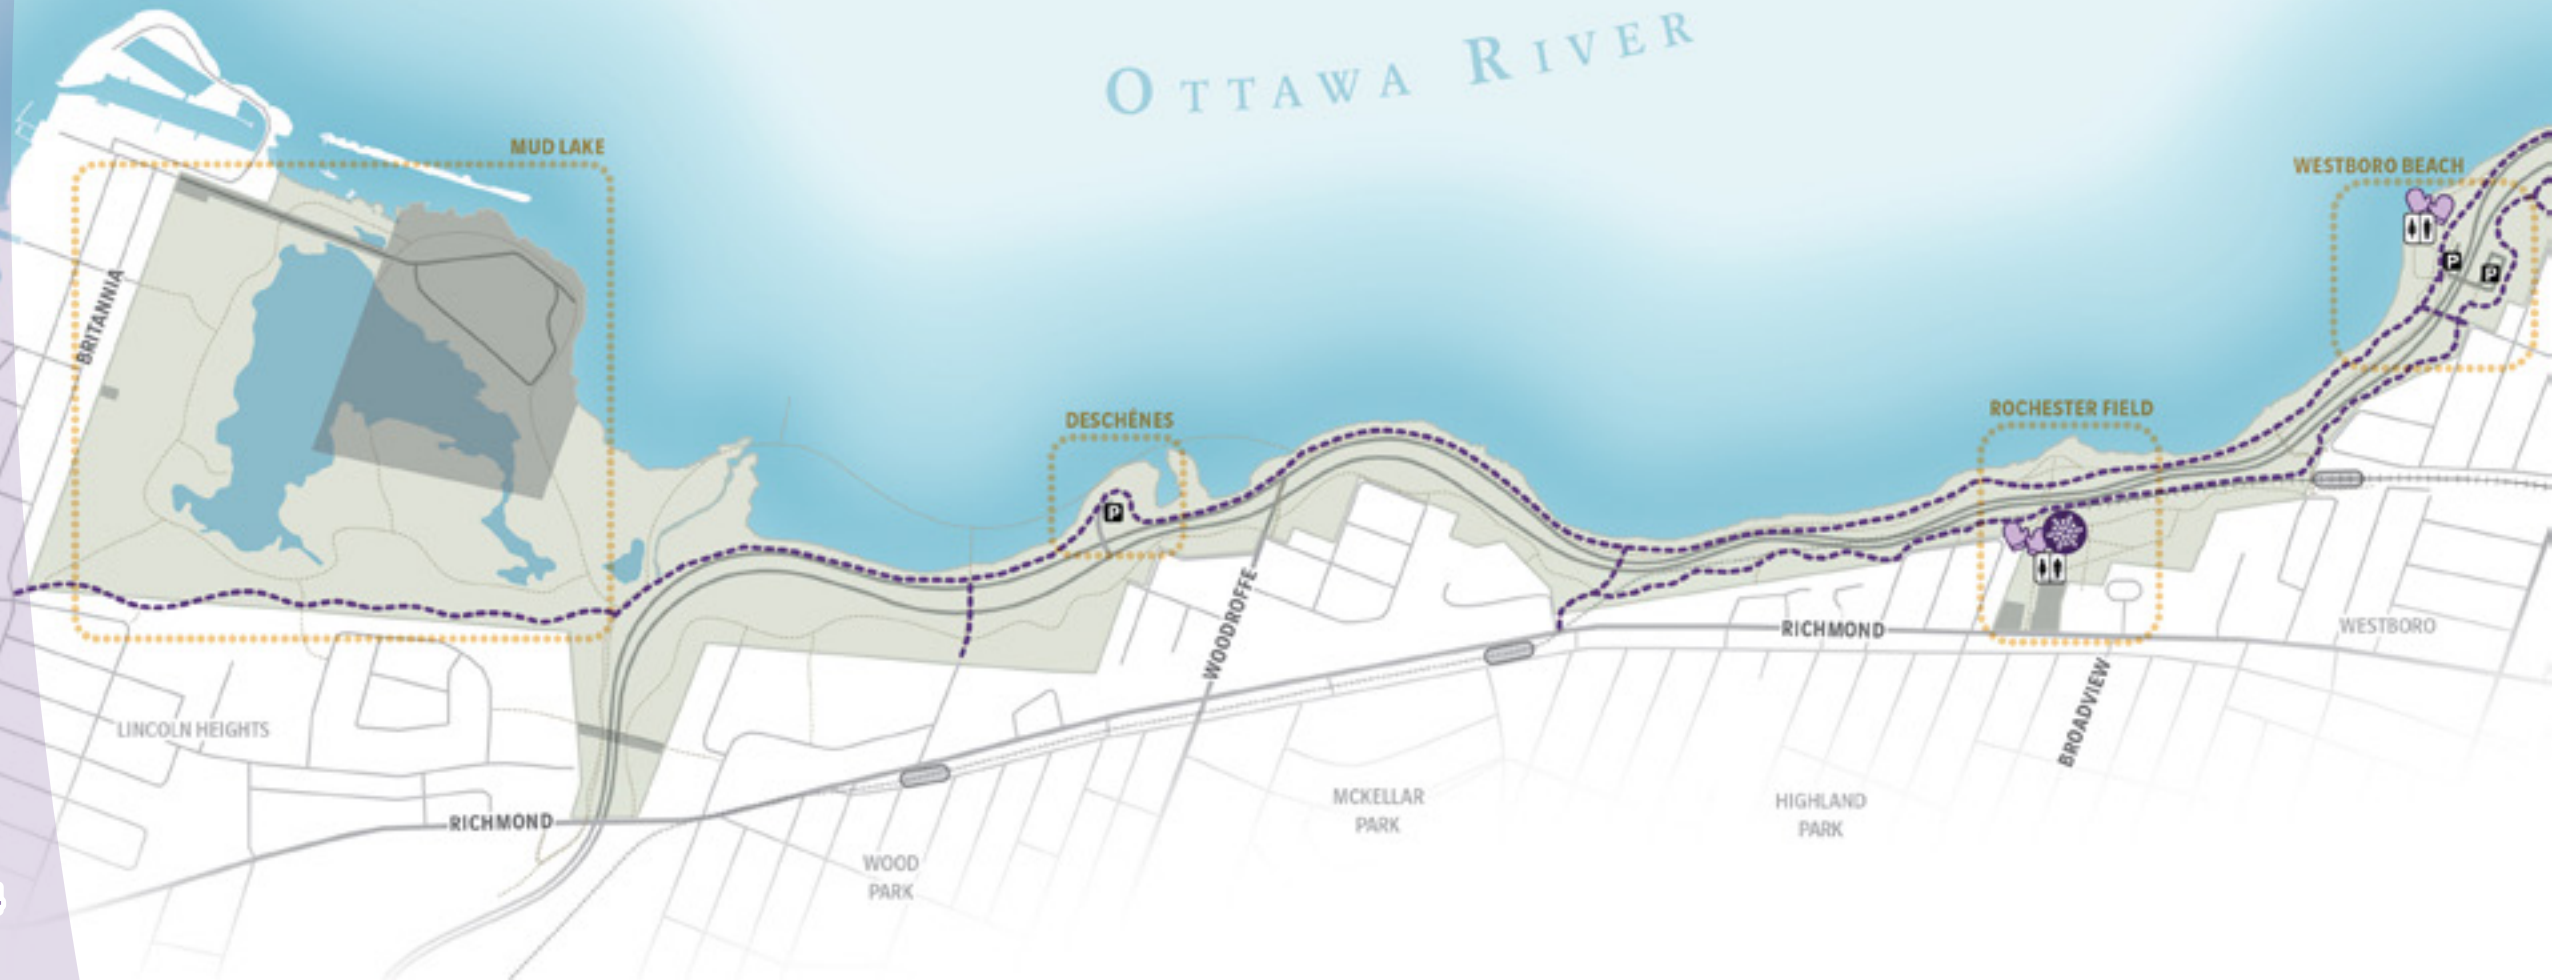 OTTAWA RIVER
MUD LAKE
WESTBORO BEACH
BRITANNIA
P
P
DESCHÊNES
ROCHESTER FIELD
P
WOODROFFE
RICHMOND
WESTBORO
BROADVIEW
LINCOLN HEIGHTS
MCKELLAR
PARK
HIGHLAND
PARK
RICHMOND
WOOD
PARK